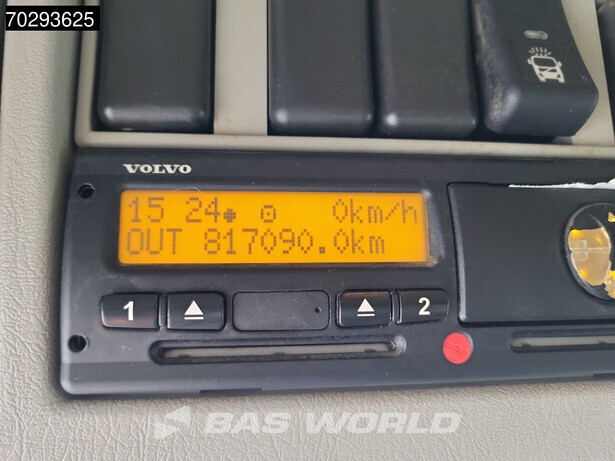 70293625
VOLVO
15 24 0km/h
OUT 817090.0km
1 2
BAS WORLD